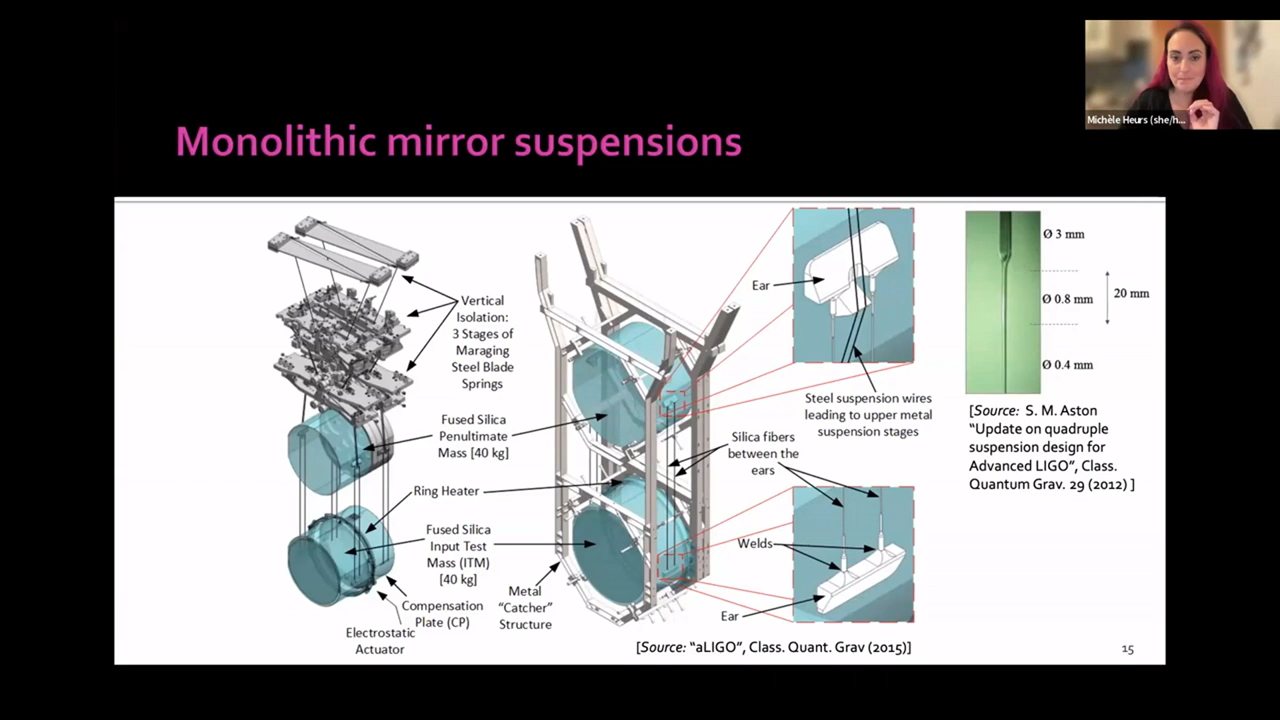 Michèle Heurs (she/h...
Monolithic mirror suspensions
Vertical
Isolation:
3 Stages of
Maraging
Steel Blade
Springs
Fused Silica
Penultimate
Mass [40 kg]
Ring Heater
Fused Silica
Input Test
Mass (ITM)
[40 kg]
Compensation
Plate (CP)
Electrostatic
Actuator
Metal
"Catcher"
Structure
Ear
Steel suspension wires
leading to upper metal
suspension stages
Silica fibers
between the
ears
Welds
Ear
[Source: "aLIGO", Class. Quant. Grav (2015)]
Ø 3 mm
Ø 0.8 mm
20 mm
Ø 0.4 mm
[Source: S. M. Aston
"Update on quadruple
suspension design for
Advanced LIGO", Class.
Quantum Grav. 29 (2012) ]
15